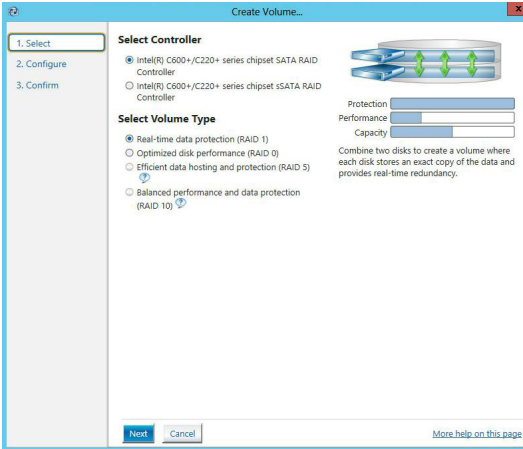 Create Volume...
x
1. Select
2. Configure
3. Confirm
Select Controller
Intel(R) C600+/C220+ series chipset SATA RAID
Controller
Intel(R) C600+/C220+ series chipset sSATA RAID
Controller
Select Volume Type
Real-time data protection (RAID 1)
Optimized disk performance (RAID 0)
Efficient data hosting and protection (RAID 5)
?
Balanced performance and data protection
(RAID 10) ?
Protection
Performance
Capacity
Combine two disks to create a volume where
each disk stores an exact copy of the data and
provides real-time redundancy.
Next
Cancel
More help on this page